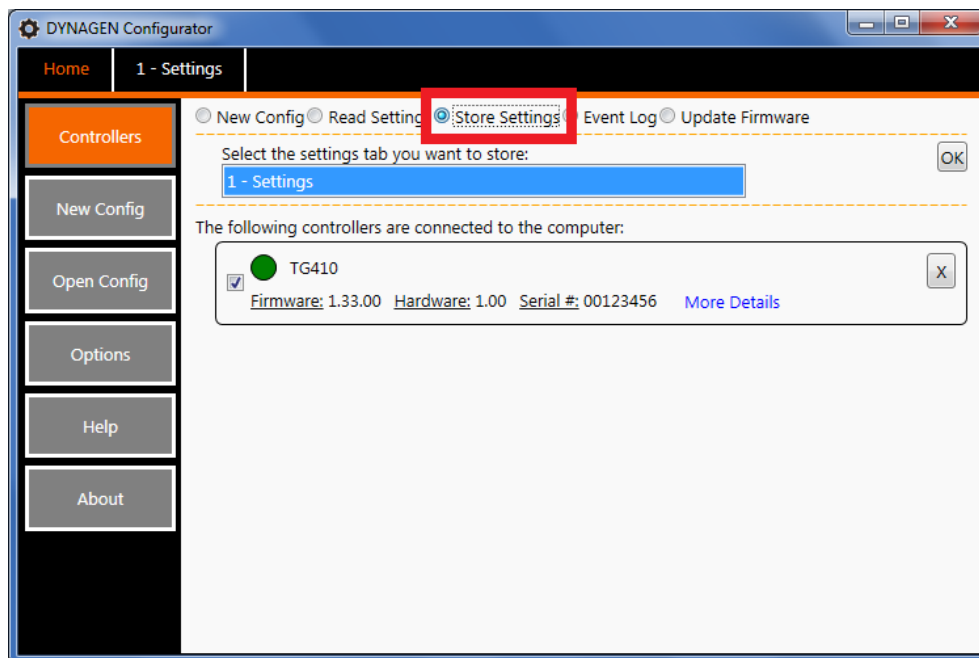 DYNAGEN Configurator
Home 1 - Settings
Controllers
New Config
Open Config
Options
Help
About
New Config Read Setting Store Settings Event Log Update Firmware
Select the settings tab you want to store:
OK
1 - Settings
The following controllers are connected to the computer:
TG410
X
Firmware: 1.33.00 Hardware: 1.00 Serial #: 00123456 More Details